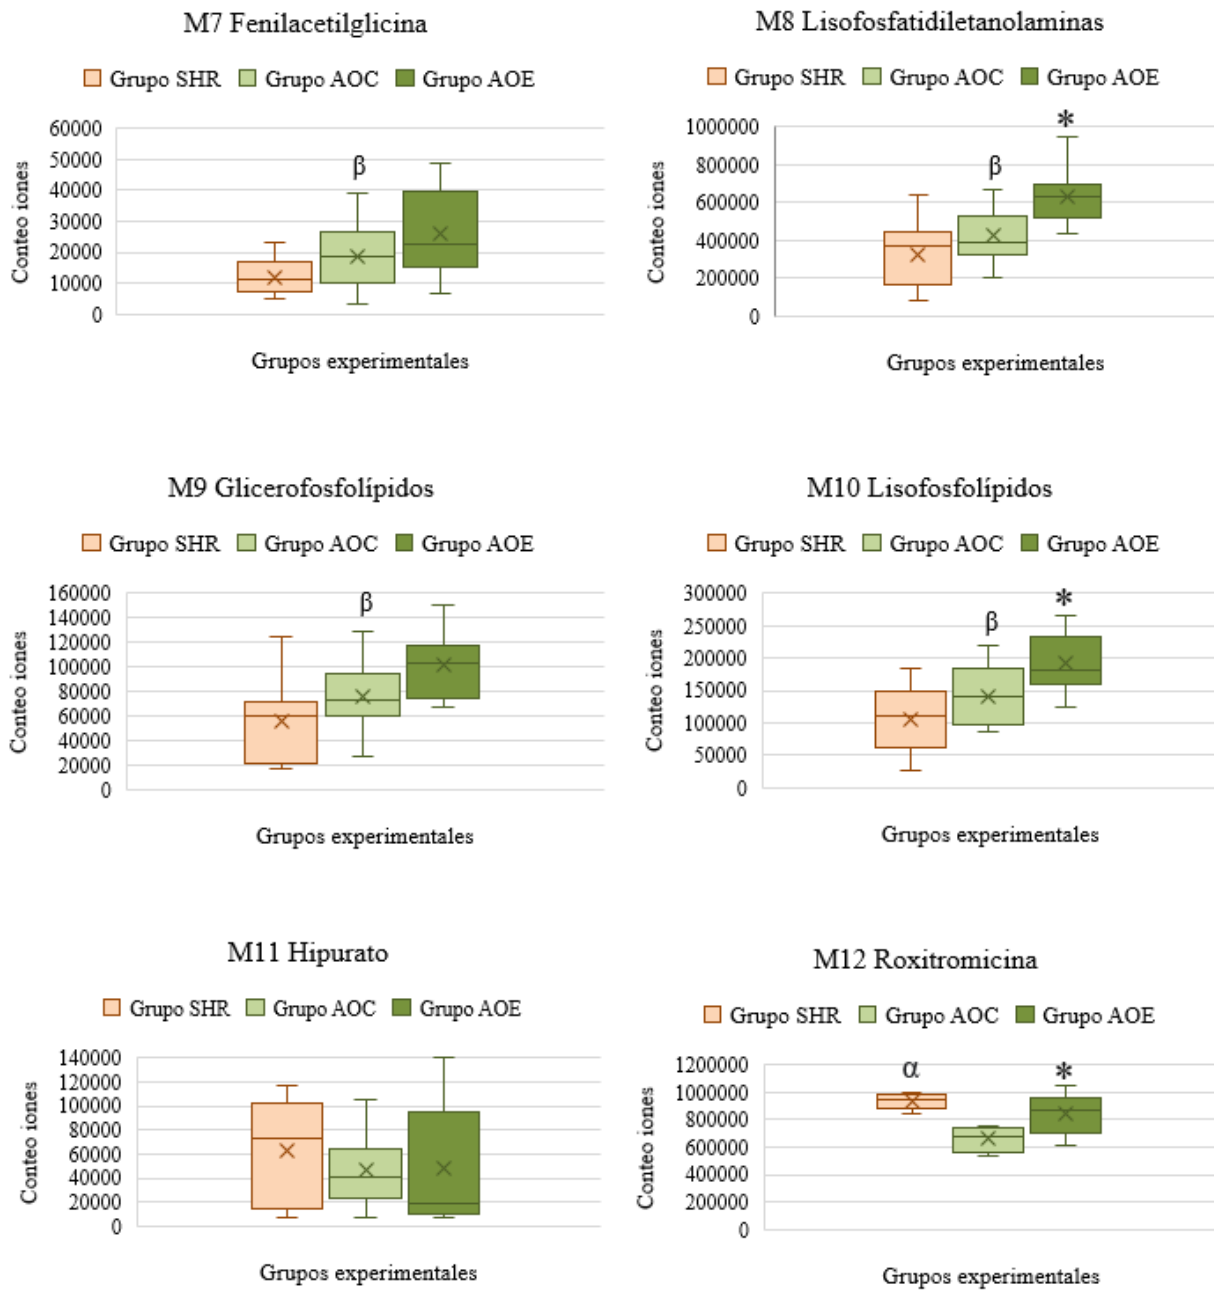 M7 Fenilacetilglicina
Grupo SHR Grupo AOC Grupo AOE
Conteo iones
60000
50000
40000
30000
20000
10000
0
β
Grupos experimentales
M8 Lisofosfatidiletanolaminas
Grupo SHR Grupo AOC Grupo AOE
Conteo iones
1000000
800000
600000
400000
200000
0
β
*
Grupos experimentales
M9 Glicerofosfolípidos
Grupo SHR Grupo AOC Grupo AOE
Conteo iones
160000
140000
120000
100000
80000
60000
40000
20000
0
β
Grupos experimentales
M10 Lisofosfolípidos
Grupo SHR Grupo AOC Grupo AOE
Conteo iones
300000
250000
200000
150000
100000
50000
0
β
*
Grupos experimentales
M11 Hipurato
Grupo SHR Grupo AOC Grupo AOE
Conteo iones
140000
120000
100000
80000
60000
40000
20000
0
Grupos experimentales
M12 Roxitromicina
Grupo SHR Grupo AOC Grupo AOE
Conteo iones
1200000
1000000
800000
600000
400000
200000
0
α
*
Grupos experimentales